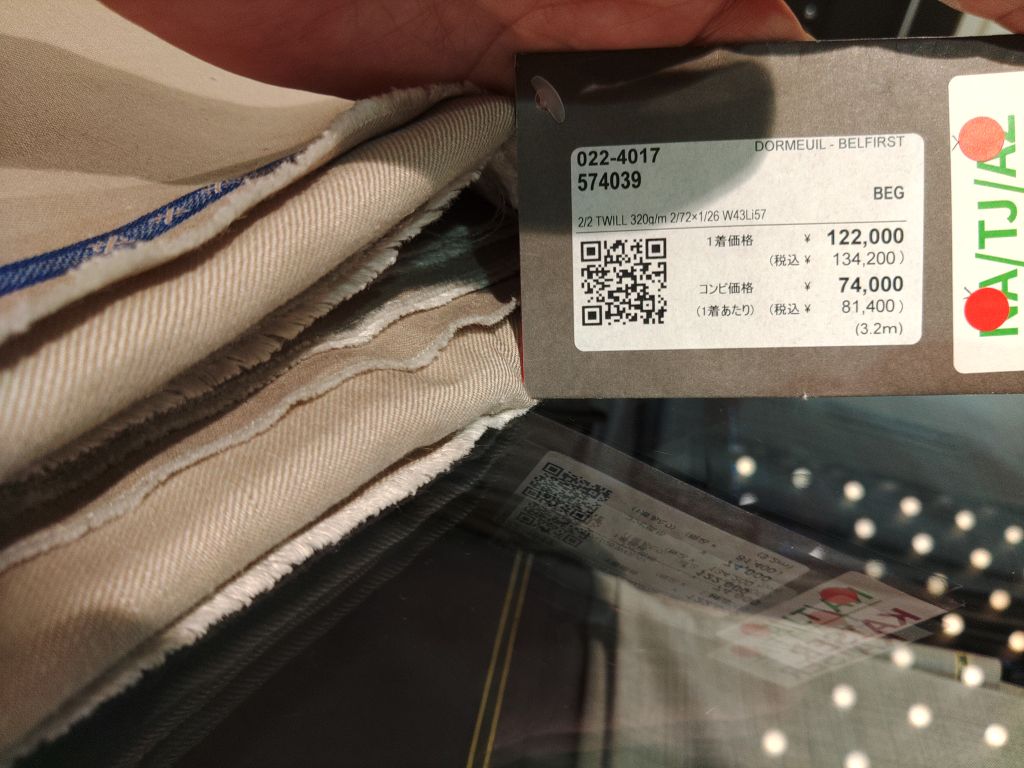 022-4017
DORMEUIL - BELFIRST
574039
BEG
2/2 TWILL 320g/m 2/72×1/26 W43Li57
1着価格 ¥ 122,000
(税込 ¥ 134,200 )
コンビ価格 ¥ 74,000
(1着あたり) (税込 ¥ 81,400 )
(3.2m)